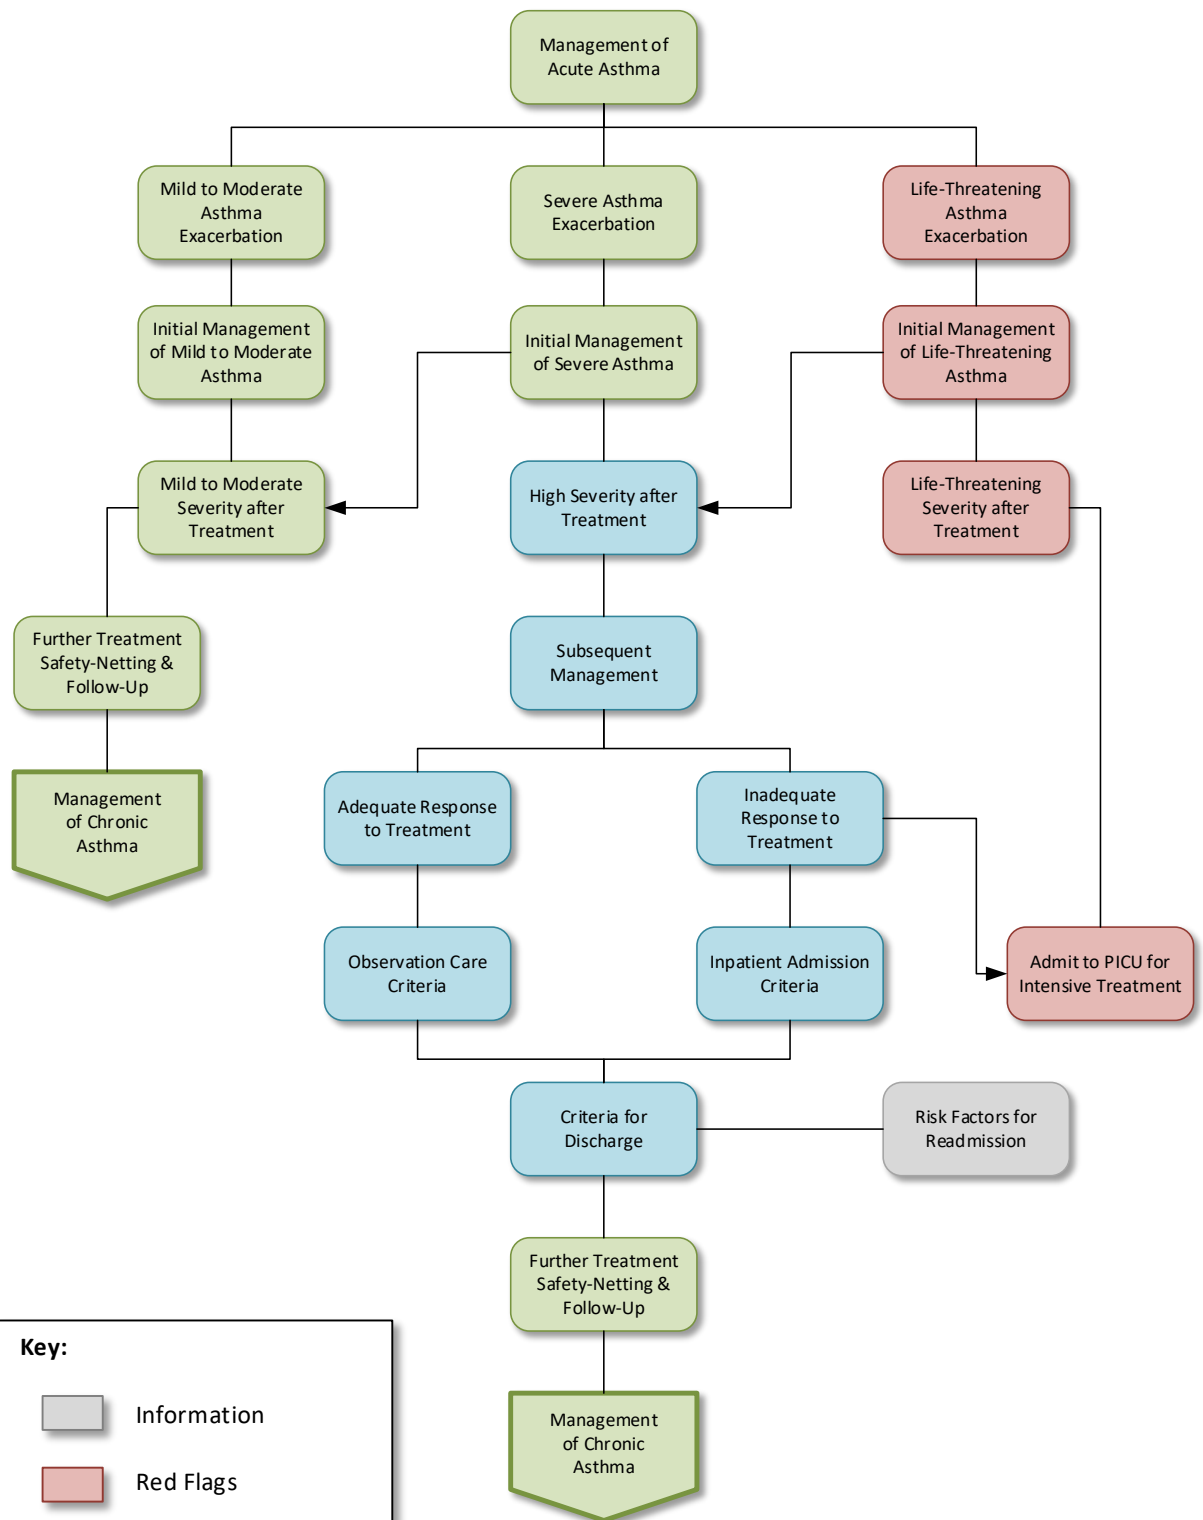 Management of
Acute Asthma
Mild to Moderate
Asthma
Exacerbation
Severe Asthma
Exacerbation
Life-Threatening
Asthma
Exacerbation
Initial Management
of Mild to Moderate
Asthma
Initial Management
of Severe Asthma
Initial Management
of Life-Threatening
Asthma
Mild to Moderate
Severity after
Treatment
High Severity after
Treatment
Life-Threatening
Severity after
Treatment
Further Treatment
Safety-Netting &
Follow-Up
Subsequent
Management
Management
of Chronic
Asthma
Adequate Response
to Treatment
Inadequate
Response to
Treatment
Observation Care
Criteria
Inpatient Admission
Criteria
Admit to PICU for
Intensive Treatment
Criteria for
Discharge
Risk Factors for
Readmission
Further Treatment
Safety-Netting &
Follow-Up
Key:
Information
Red Flags
Management
of Chronic
Asthma